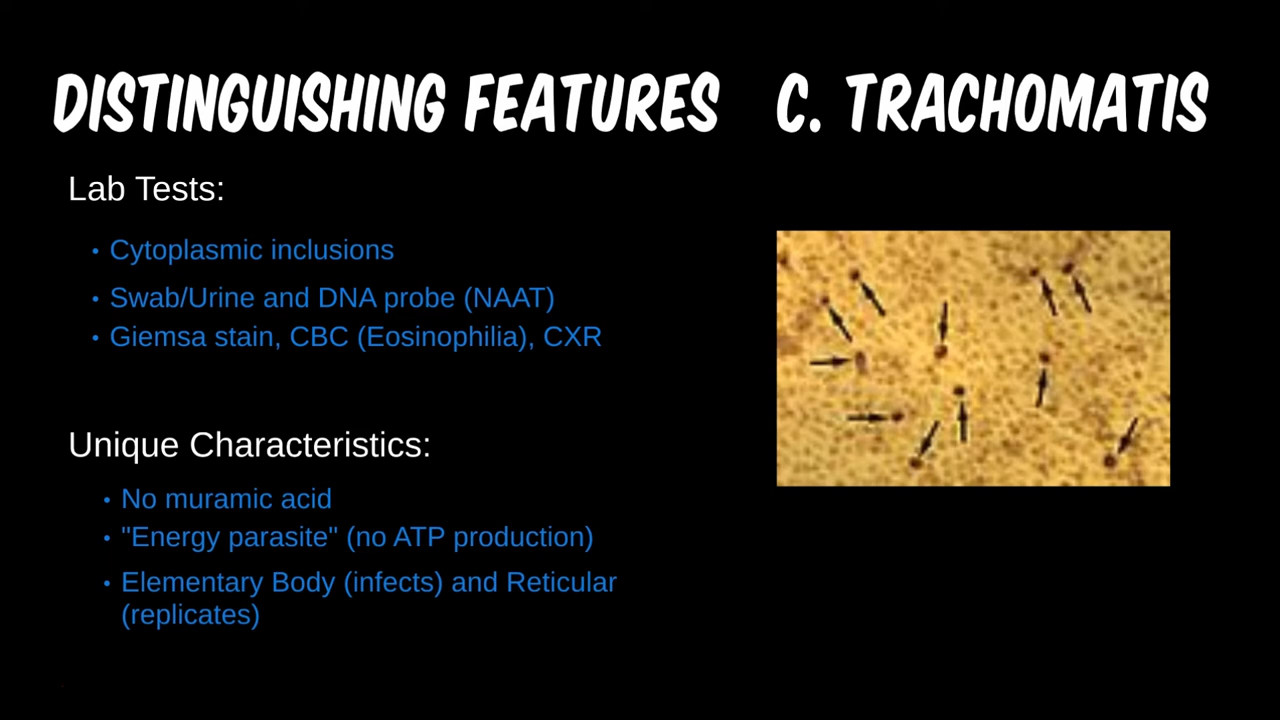 DISTINGUISHING FEATURES C. TRACHOMATIS
Lab Tests:
• Cytoplasmic inclusions
• Swab/Urine and DNA probe (NAAT)
• Giemsa stain, CBC (Eosinophilia), CXR
Unique Characteristics:
• No muramic acid
• "Energy parasite" (no ATP production)
• Elementary Body (infects) and Reticular
(replicates)